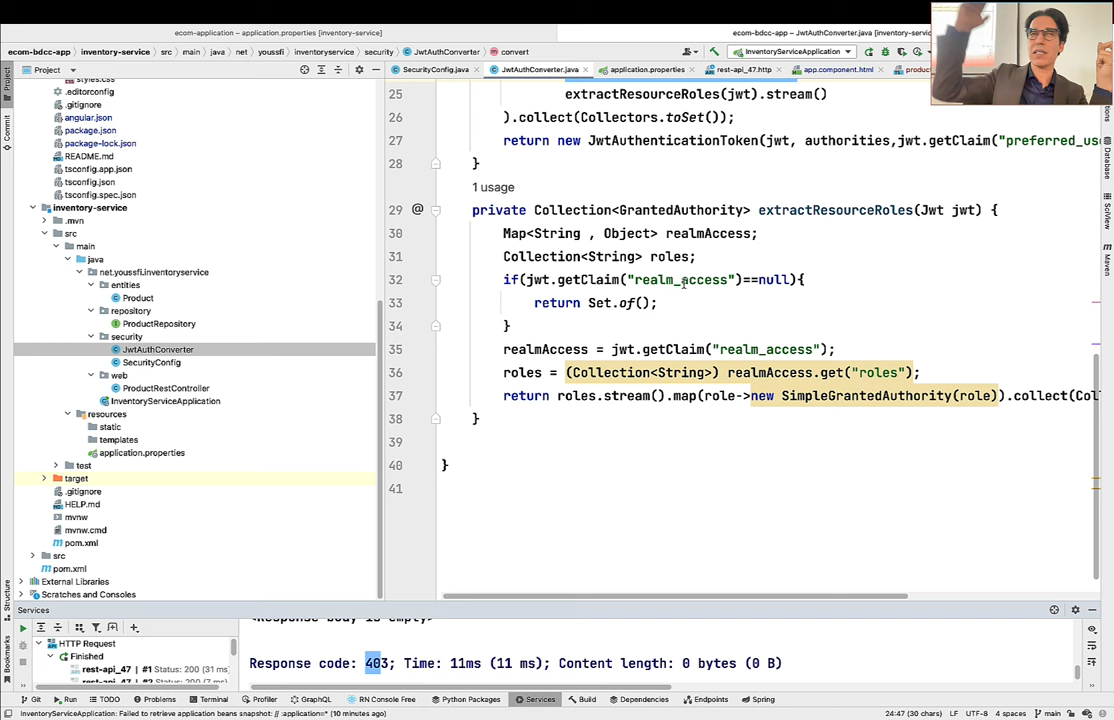 ecom-application – application.properties [inventory-service]
ecom-bdcc-app – JwtAuthConverter.java [inventory-service]
ecom-bdcc-app > inventory-service > src > main > java > net > youssfi > inventoryservice > security > JwtAuthConverter > convert
InventoryServiceApplication
Project
SecurityConfig.java
JwtAuthConverter.java
application.properties
rest-api_47.http
app.component.html
produc
Project
Commit
Structure
Bookmarks
Database
SciView
Maven
styles.css
.editorconfig
.gitignore
angular.json
package.json
package-lock.json
README.md
tsconfig.app.json
tsconfig.json
tsconfig.spec.json
inventory-service
.mvn
src
main
java
net.youssfi.inventoryservice
entities
Product
repository
ProductRepository
security
JwtAuthConverter
SecurityConfig
web
ProductRestController
InventoryServiceApplication
resources
static
templates
application.properties
test
target
.gitignore
HELP.md
mvnw
mvnw.cmd
pom.xml
src
pom.xml
External Libraries
Scratches and Consoles
25 extractResourceRoles(jwt).stream()
26 ).collect(Collectors.toSet());
27 return new JwtAuthenticationToken(jwt, authorities,jwt.getClaim("preferred_us
28 }
1 usage
29 @ private Collection<GrantedAuthority> extractResourceRoles(Jwt jwt) {
30 Map<String , Object> realmAccess;
31 Collection<String> roles;
32 if(jwt.getClaim("realm_access")==null){
33 return Set.of();
34 }
35 realmAccess = jwt.getClaim("realm_access");
36 roles = (Collection<String>) realmAccess.get("roles");
37 return roles.stream().map(role->new SimpleGrantedAuthority(role)).collect(Col
38 }
39
40 }
41
Services
HTTP Request
Finished
rest-api_47 | #1 Status: 200 (31 ms)
<Response body is empty>
Response code: 403; Time: 11ms (11 ms); Content length: 0 bytes (0 B)
Git Run TODO Problems Terminal Profiler GraphQL RN Console Free Python Packages Services Build Dependencies Endpoints Spring
InventoryServiceApplication: Failed to retrieve application beans snapshot: // :application=* (10 minutes ago)
24:47 (30 chars) LF UTF-8 4 spaces main